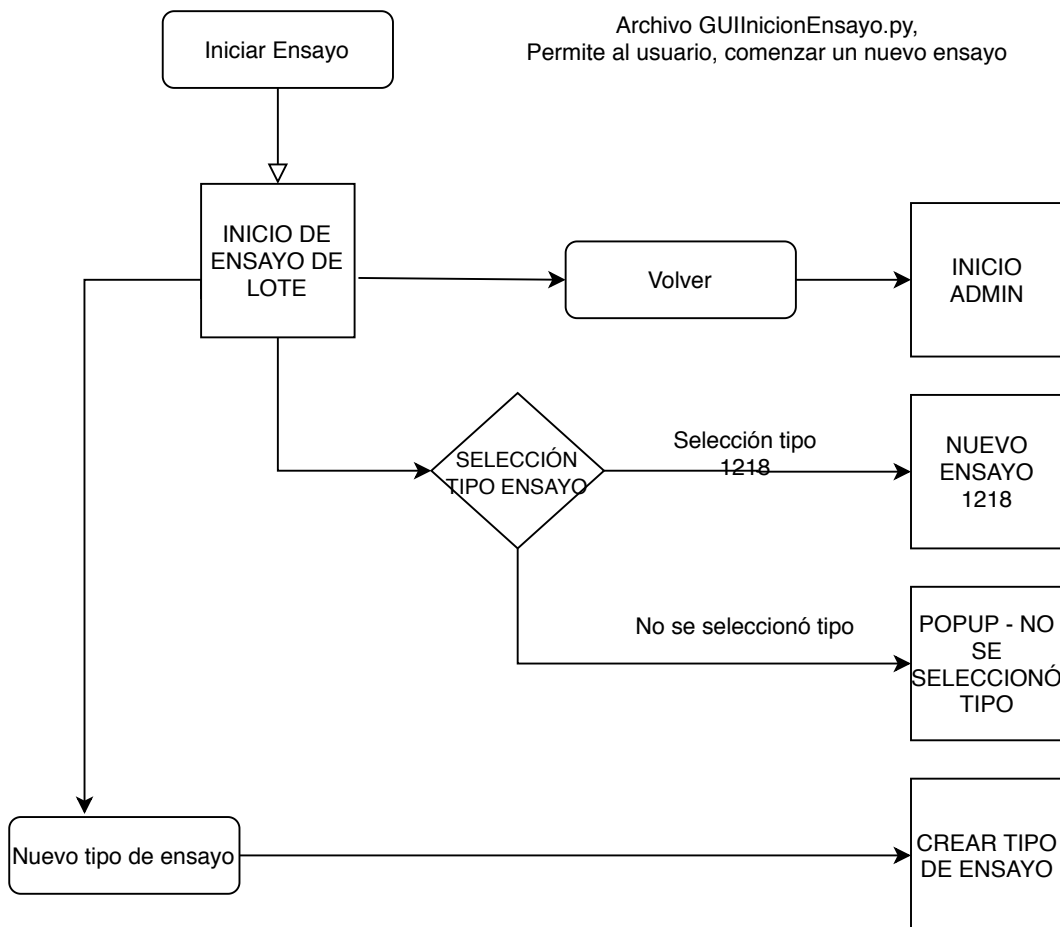 Archivo GUIInicionEnsayo.py,
Permite al usuario, comenzar un nuevo ensayo
Iniciar Ensayo
INICIO DE
ENSAYO DE
LOTE
Volver
INICIO
ADMIN
SELECCIÓN
TIPO ENSAYO
Selección tipo
1218
NUEVO
ENSAYO
1218
No se seleccionó tipo
POPUP - NO
SE
SELECCIONÓ
TIPO
Nuevo tipo de ensayo
CREAR TIPO
DE ENSAYO